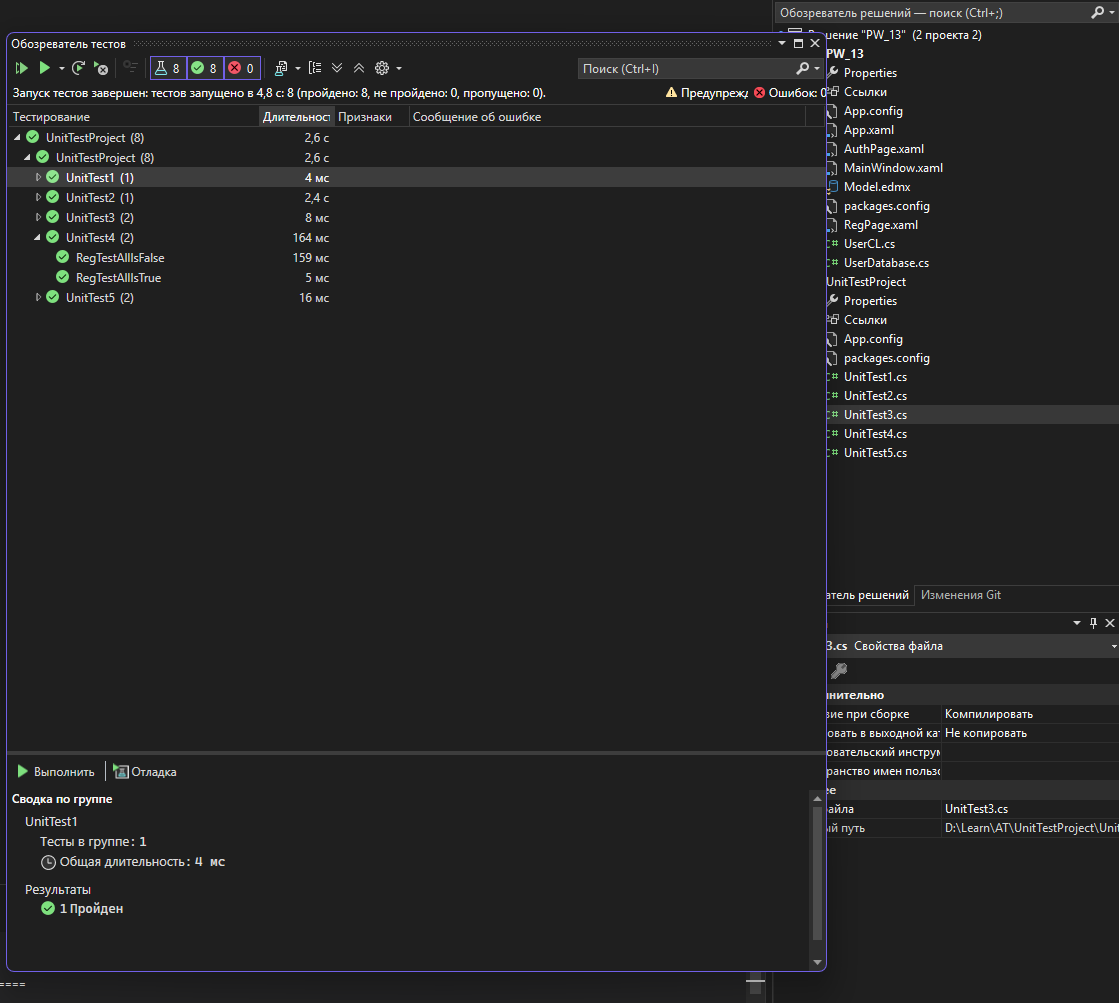 Обозреватель решений — поиск (Ctrl+;)
Обозреватель тестов
шение "PW_13" (2 проекта 2)
PW_13
Properties
Ссылки
App.config
App.xaml
AuthPage.xaml
MainWindow.xaml
Model.edmx
packages.config
RegPage.xaml
UserCL.cs
UserDatabase.cs
UnitTestProject
Properties
Ссылки
App.config
packages.config
UnitTest1.cs
UnitTest2.cs
UnitTest3.cs
UnitTest4.cs
UnitTest5.cs
8 8 0
Поиск (Ctrl+I)
Запуск тестов завершен: тестов запущено в 4,8 с: 8 (пройдено: 8, не пройдено: 0, пропущено: 0).
Предупрежд Ошибок: 0
Тестирование Длительност Признаки Сообщение об ошибке
UnitTestProject (8) 2,6 с
UnitTestProject (8) 2,6 с
UnitTest1 (1) 4 мс
UnitTest2 (1) 2,4 с
UnitTest3 (2) 8 мс
UnitTest4 (2) 164 мс
RegTestAllIsFalse 159 мс
RegTestAllIsTrue 5 мс
UnitTest5 (2) 16 мс
атель решений Изменения Git
3.cs Свойства файла
лнительно
вие при сборке Компилировать
ровать в выходной кат Не копировать
овательский инструм
ранство имен пользо
ее
айла UnitTest3.cs
ый путь D:\Learn\AT\UnitTestProject\Unit
Выполнить Отладка
Сводка по группе
UnitTest1
Тесты в группе: 1
Общая длительность: 4 мс
Результаты
1 Пройден
====